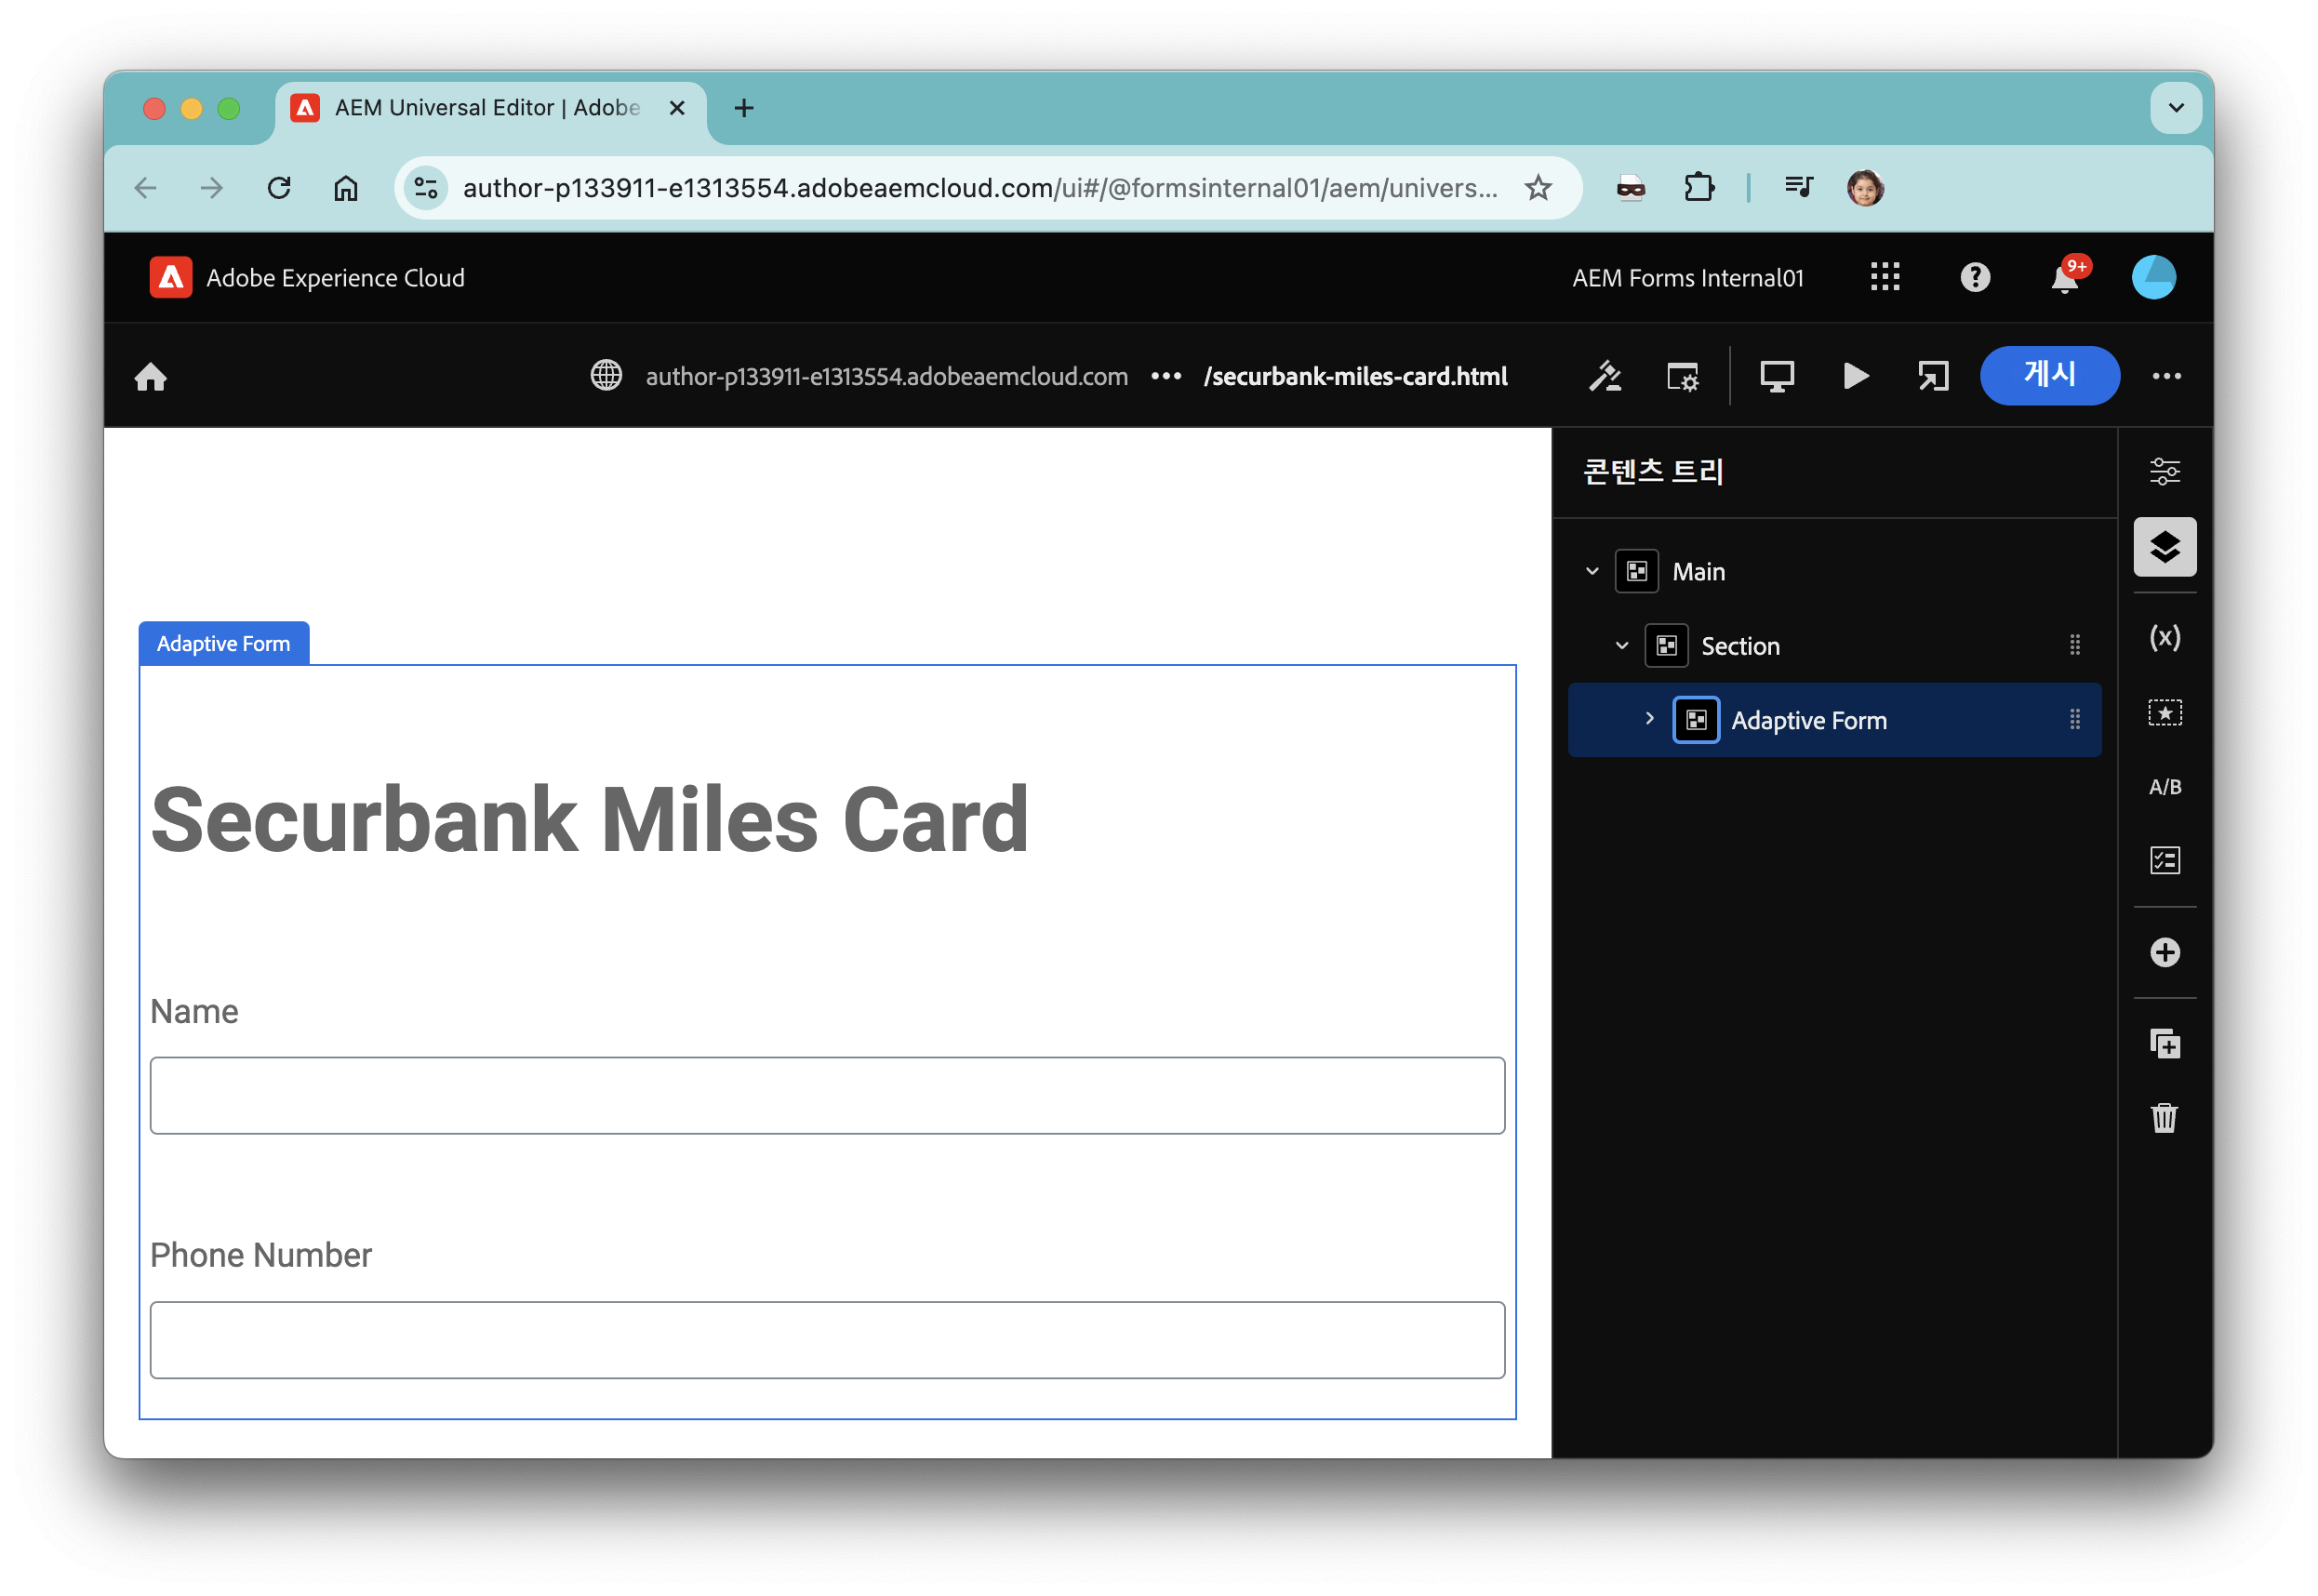 AEM Universal Editor | Adobe
author-p133911-e1313554.adobeaemcloud.com/ui#/@formsinternal01/aem/univers...
Adobe Experience Cloud
AEM Forms Internal01
9+
author-p133911-e1313554.adobeaemcloud.com ••• /securbank-miles-card.html
게시
콘텐츠 트리
Main
Section
Adaptive Form
(x)
A/B
Adaptive Form
Securbank Miles Card
Name
Phone Number